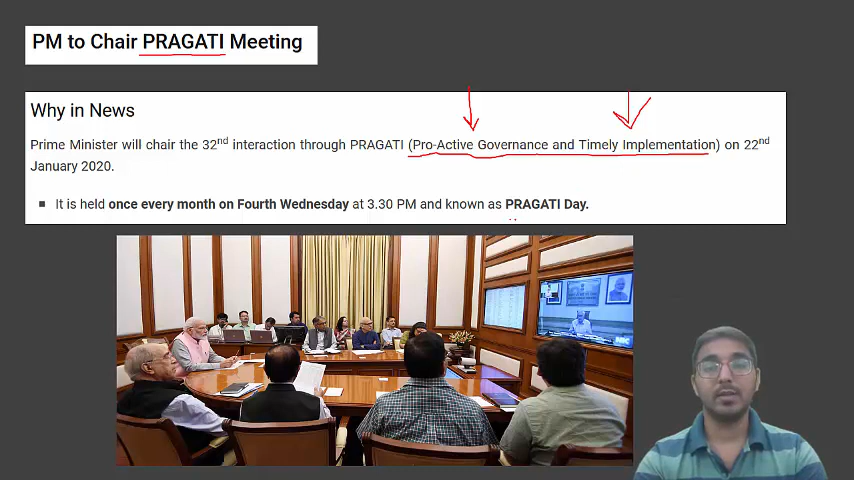 PM to Chair PRAGATI Meeting
Why in News
Prime Minister will chair the 32nd interaction through PRAGATI (Pro-Active Governance and Timely Implementation) on 22nd
January 2020.
▪ It is held once every month on Fourth Wednesday at 3.30 PM and known as PRAGATI Day.